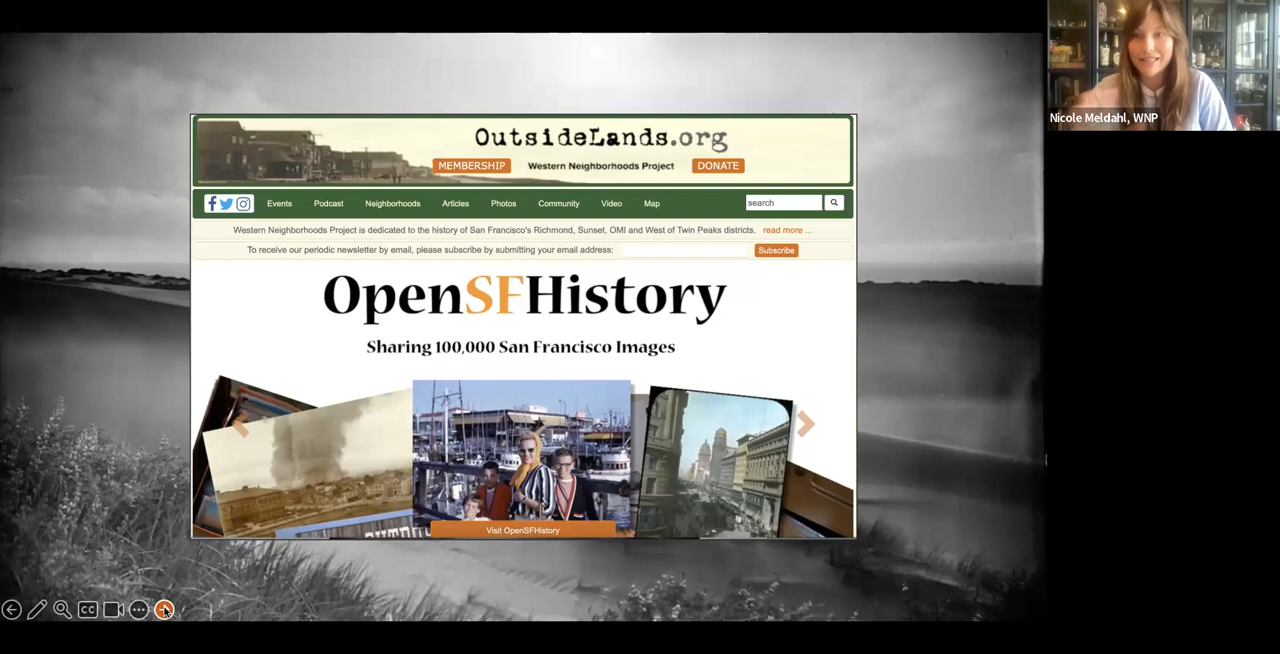 OutsideLands.org
MEMBERSHIP
Western Neighborhoods Project
DONATE
Events
Podcast
Neighborhoods
Articles
Photos
Community
Video
Map
search
Western Neighborhoods Project is dedicated to the history of San Francisco's Richmond, Sunset, OMI and West of Twin Peaks districts. read more ...
To receive our periodic newsletter by email, please subscribe by submitting your email address:
Subscribe
OpenSFHistory
Sharing 100,000 San Francisco Images
Visit OpenSFHistory
Nicole Meldahl, WNP
CC